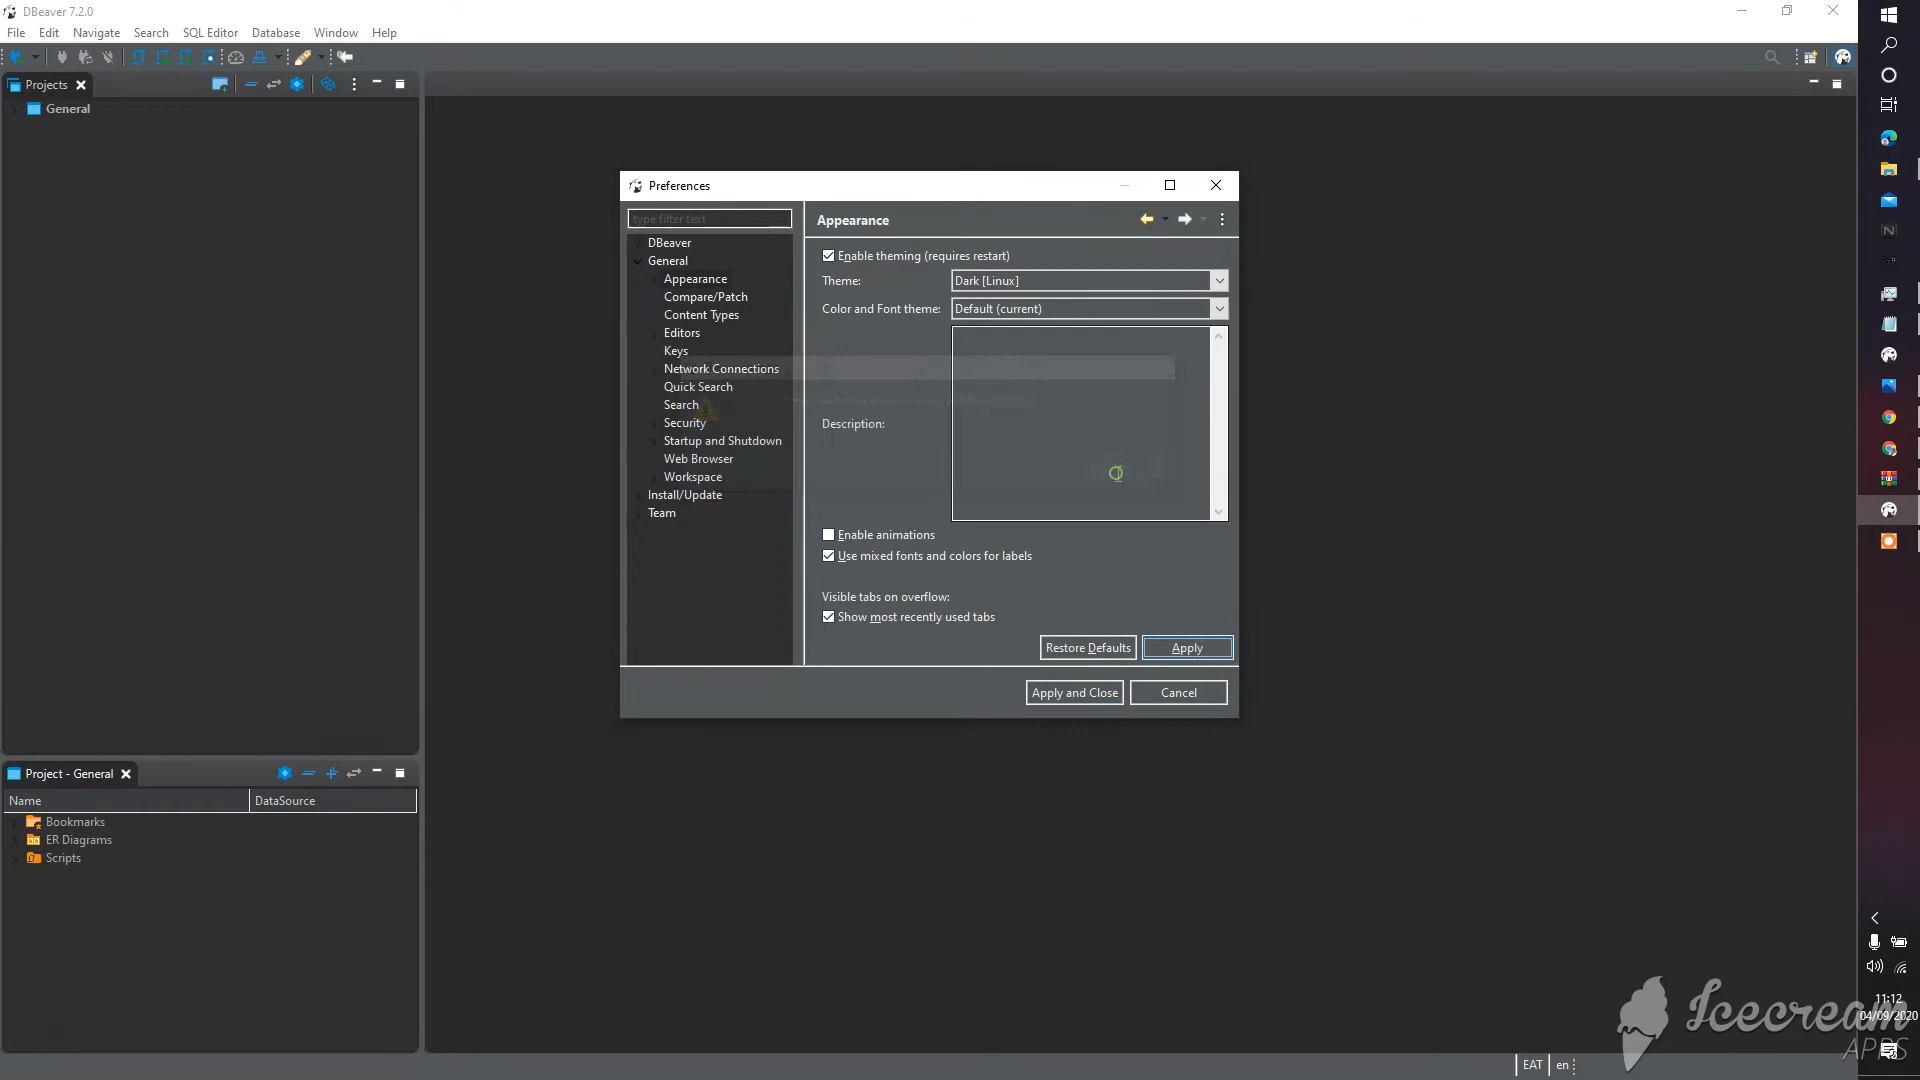 DBeaver 7.2.0
File Edit Navigate Search SQL Editor Database Window Help
Projects
General
Preferences
type filter text
DBeaver
General
Appearance
Compare/Patch
Content Types
Editors
Keys
Network Connections
Quick Search
Search
Security
Startup and Shutdown
Web Browser
Workspace
Install/Update
Team
Appearance
Enable theming (requires restart)
Theme: Dark [Linux]
Color and Font theme: Default (current)
Description:
Enable animations
Use mixed fonts and colors for labels
Visible tabs on overflow:
Show most recently used tabs
Restore Defaults Apply
Apply and Close Cancel
Project - General
Name DataSource
Bookmarks
ER Diagrams
Scripts
EAT en
11:12
04/09/2020
Icecream
APPS